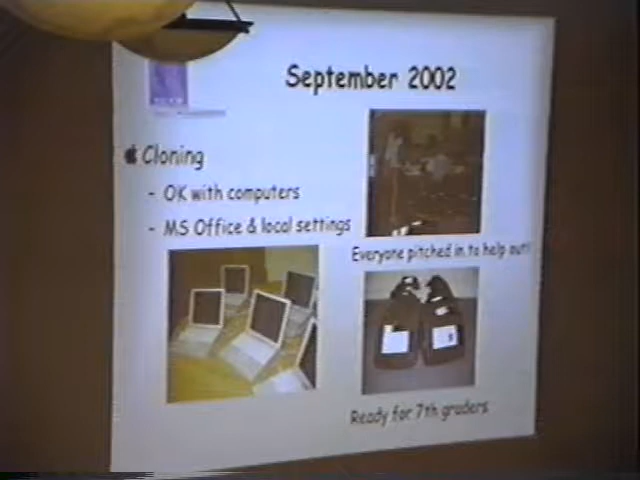 September 2002
Cloning
- OK with computers
- MS Office & local settings
Everyone pitched in to help out!
Ready for 7th graders